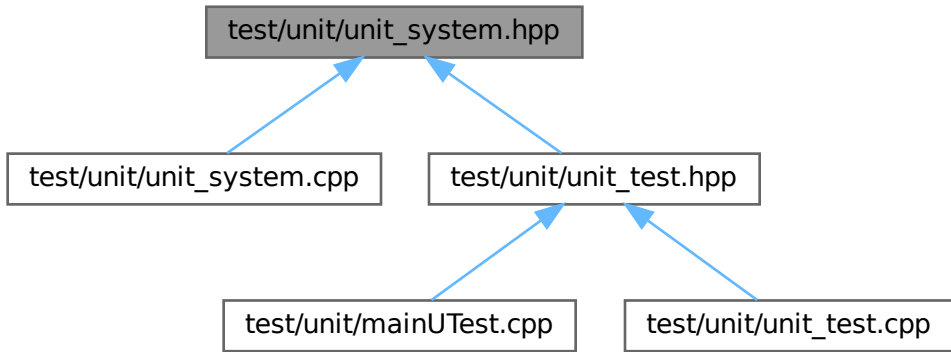 test/unit/unit_system.hpp
test/unit/unit_system.cpp
test/unit/unit_test.hpp
test/unit/mainUTest.cpp
test/unit/unit_test.cpp